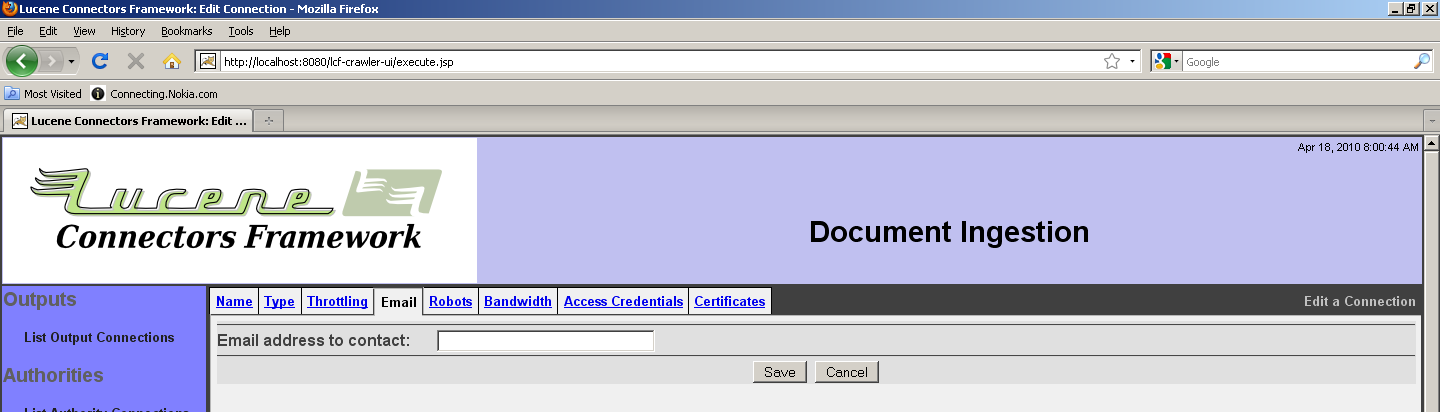 Lucene Connectors Framework: Edit Connection - Mozilla Firefox
File Edit View History Bookmarks Tools Help
http://localhost:8080/lcf-crawler-ui/execute.jsp
Google
Most Visited Connecting.Nokia.com
Lucene Connectors Framework: Edit ...
Apr 18, 2010 8:00:44 AM
Lucene
Connectors Framework
Document Ingestion
Outputs
Name Type Throttling Email Robots Bandwidth Access Credentials Certificates Edit a Connection
List Output Connections
Email address to contact:
Authorities
Save Cancel
List Authority Connections